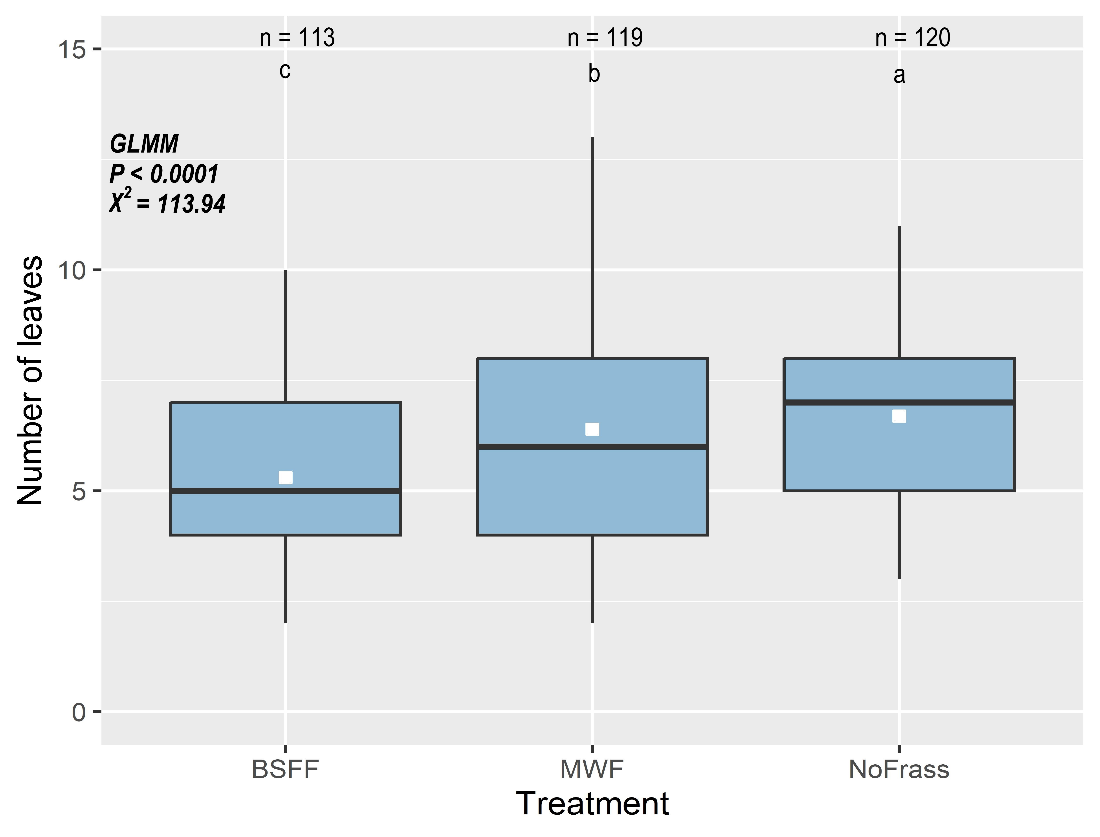 n = 113 n = 119 n = 120
c b a
GLMM
P < 0.0001
X² = 113.94
15
10
5
0
Number of leaves
BSFF MWF NoFrass
Treatment